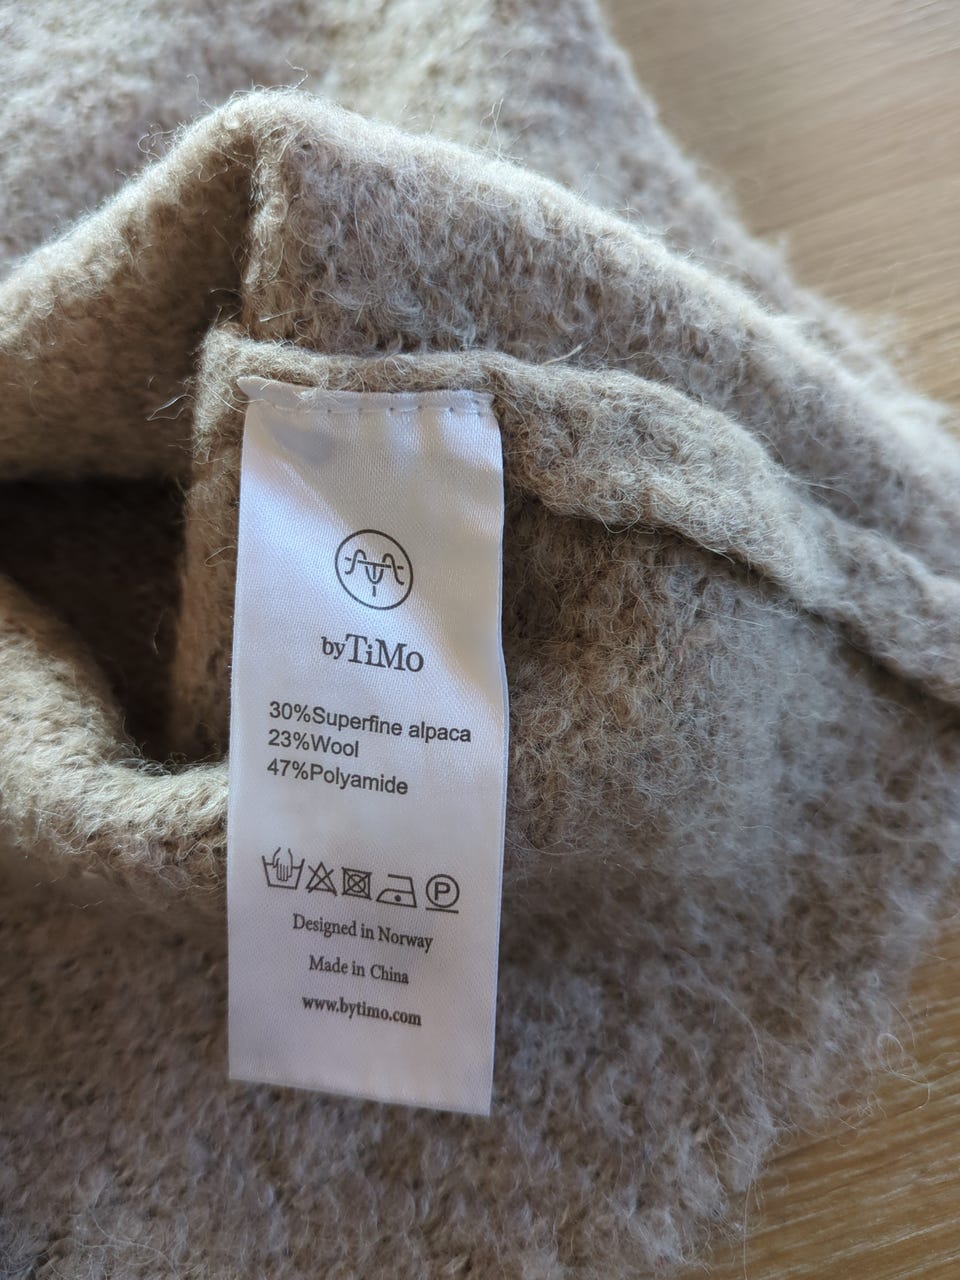 byTiMo
30%Superfine alpaca
23%Wool
47%Polyamide
P
Designed in Norway
Made in China
www.bytimo.com